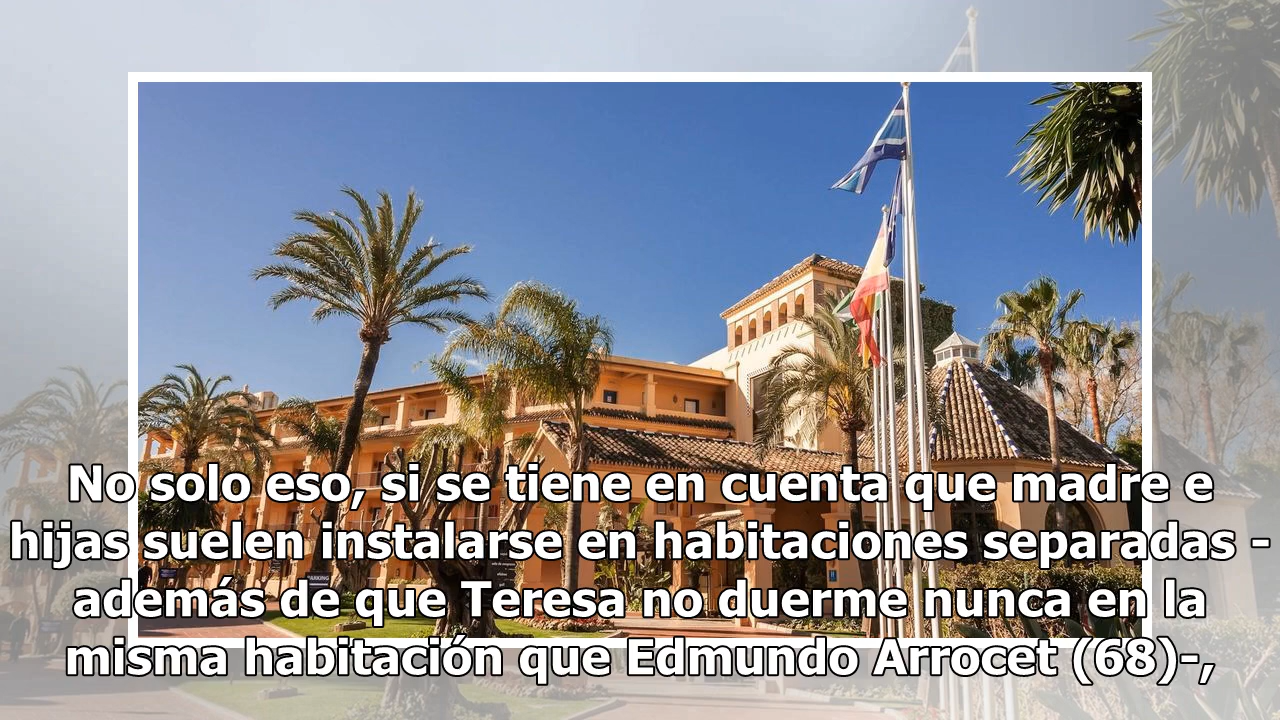 No solo eso, si se tiene en cuenta que madre e
hijas suelen instalarse en habitaciones separadas -
además de que Teresa no duerme nunca en la
misma habitación que Edmundo Arrocet (68)-,
PARKING